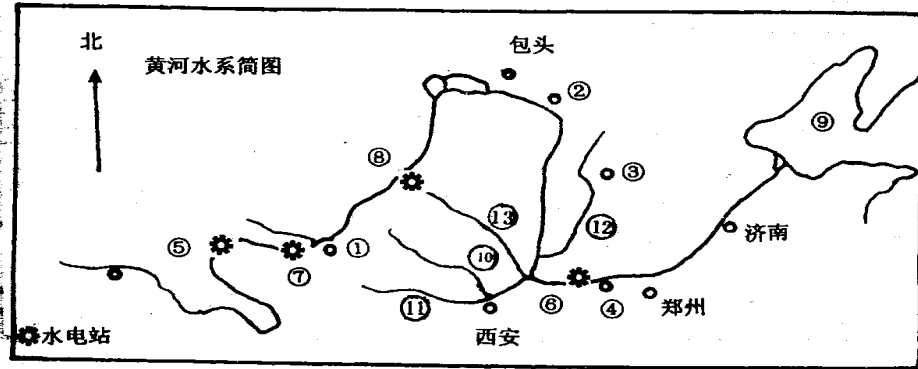 北
黄河水系简图
包头
②
⑨
⑧
③
⑬
⑫
济南
⑤
⑩
①
⑦
⑥
④
郑州
⑪
西安
水电站